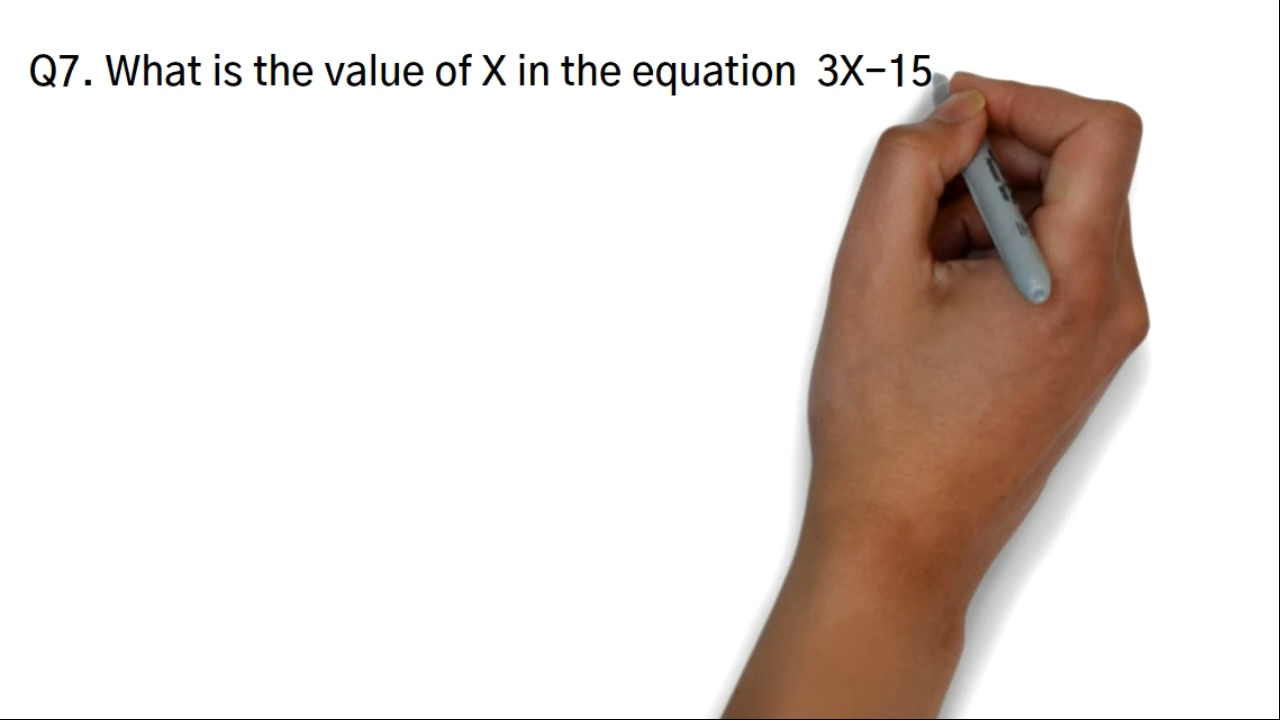 Q7. What is the value of X in the equation 3X−15